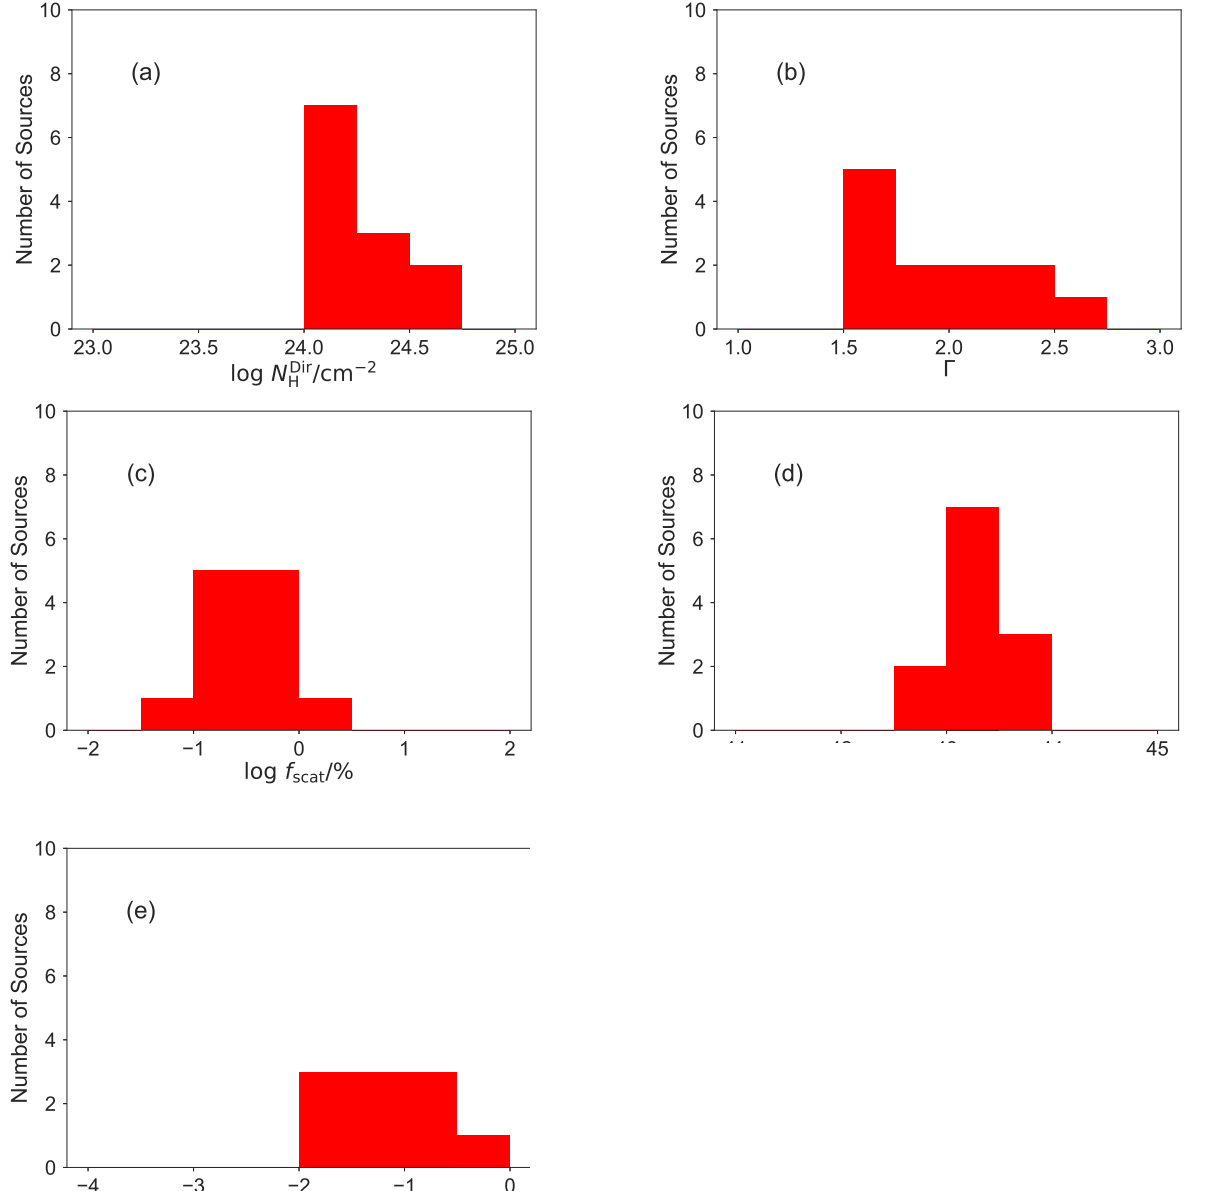 10
8
6
4
2
0
Number of Sources
(a)
23.0 23.5 24.0 24.5 25.0
log N_H^Dir/cm⁻²
10
8
6
4
2
0
Number of Sources
(b)
1.0 1.5 2.0 2.5 3.0
Γ
10
8
6
4
2
0
Number of Sources
(c)
−2 −1 0 1 2
log f_scat/%
10
8
6
4
2
0
Number of Sources
(d)
45
10
8
6
4
2
0
Number of Sources
(e)
−4 −3 −2 −1 0